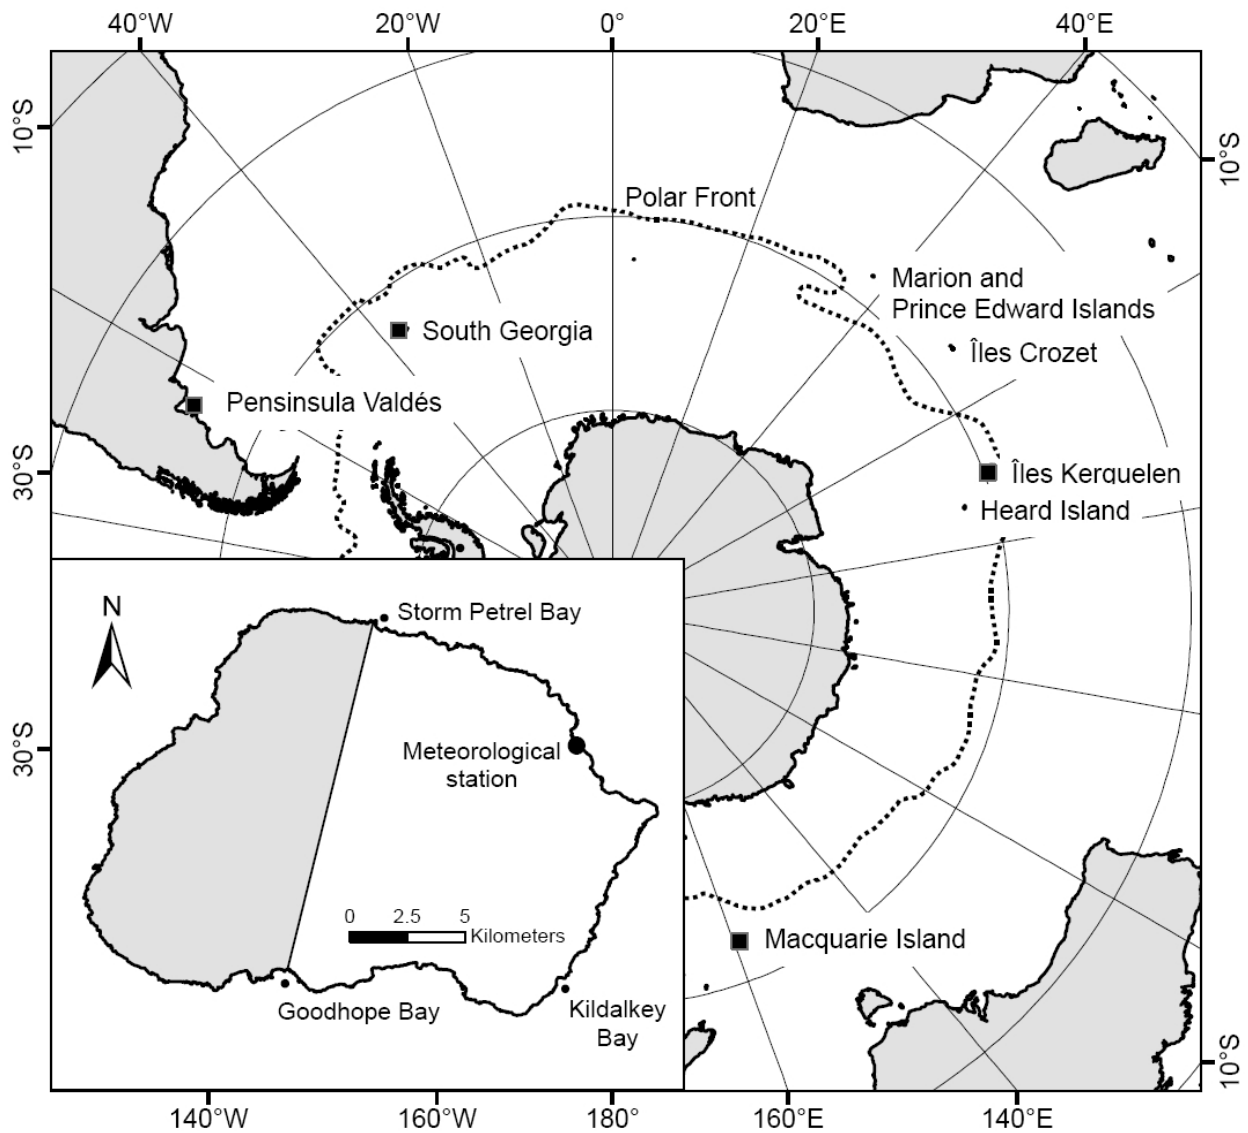 40°W
20°W
0°
20°E
40°E
10°S
10°S
Polar Front
Marion and
Prince Edward Islands
South Georgia
Îles Crozet
Pensinsula Valdés
30°S
Îles Kerguelen
Heard Island
N
Storm Petrel Bay
Meteorological
station
30°S
0
2.5
5
Kilometers
Macquarie Island
Goodhope Bay
Kildalkey
Bay
10°S
140°W
160°W
180°
160°E
140°E